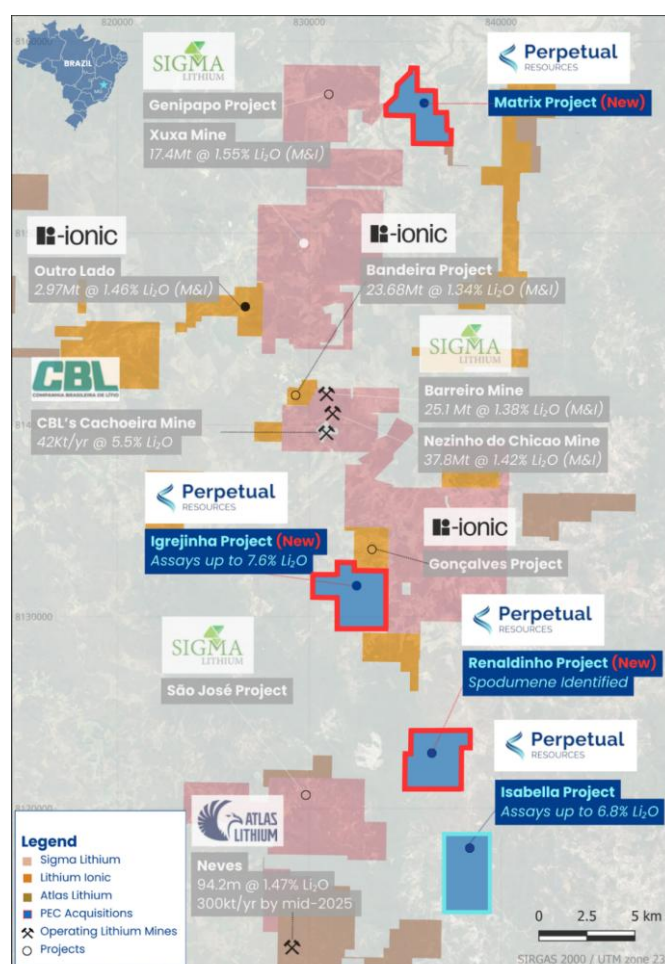 820000
830000
840000
8160000
BRAZIL
SIGMA
LITHIUM
Genipapo Project
Xuxa Mine
17.4Mt @ 1.55% Li₂O (M&I)
Perpetual
RESOURCES
Matrix Project (New)
Li-ionic
Outro Lado
2.97Mt @ 1.46% Li₂O (M&I)
Li-ionic
Bandeira Project
23.68Mt @ 1.34% Li₂O (M&I)
CBL
COMPANHIA BRASILEIRA DE LÍTIO
CBL's Cachoeira Mine
42Kt/yr @ 5.5% Li₂O
SIGMA
LITHIUM
Barreiro Mine
25.1 Mt @ 1.38% Li₂O (M&I)
Nezinho do Chicao Mine
37.8Mt @ 1.42% Li₂O (M&I)
Perpetual
RESOURCES
Igrejinha Project (New)
Assays up to 7.6% Li₂O
Li-ionic
Gonçalves Project
8130000
SIGMA
LITHIUM
São José Project
Perpetual
RESOURCES
Renaldinho Project (New)
Spodumene Identified
Perpetual
RESOURCES
Isabella Project
Assays up to 6.8% Li₂O
ATLAS
LITHIUM
Neves
94.2m @ 1.47% Li₂O
300kt/yr by mid-2025
Legend
Sigma Lithium
Lithium Ionic
Atlas Lithium
PEC Acquisitions
Operating Lithium Mines
Projects
0 2.5 5 km
SIRGAS 2000 / UTM zone 23